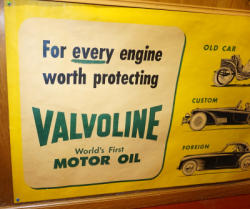 For every engine
worth protecting
VALVOLINE
World's First
MOTOR OIL
OLD CAR
CUSTOM
FOREIGN